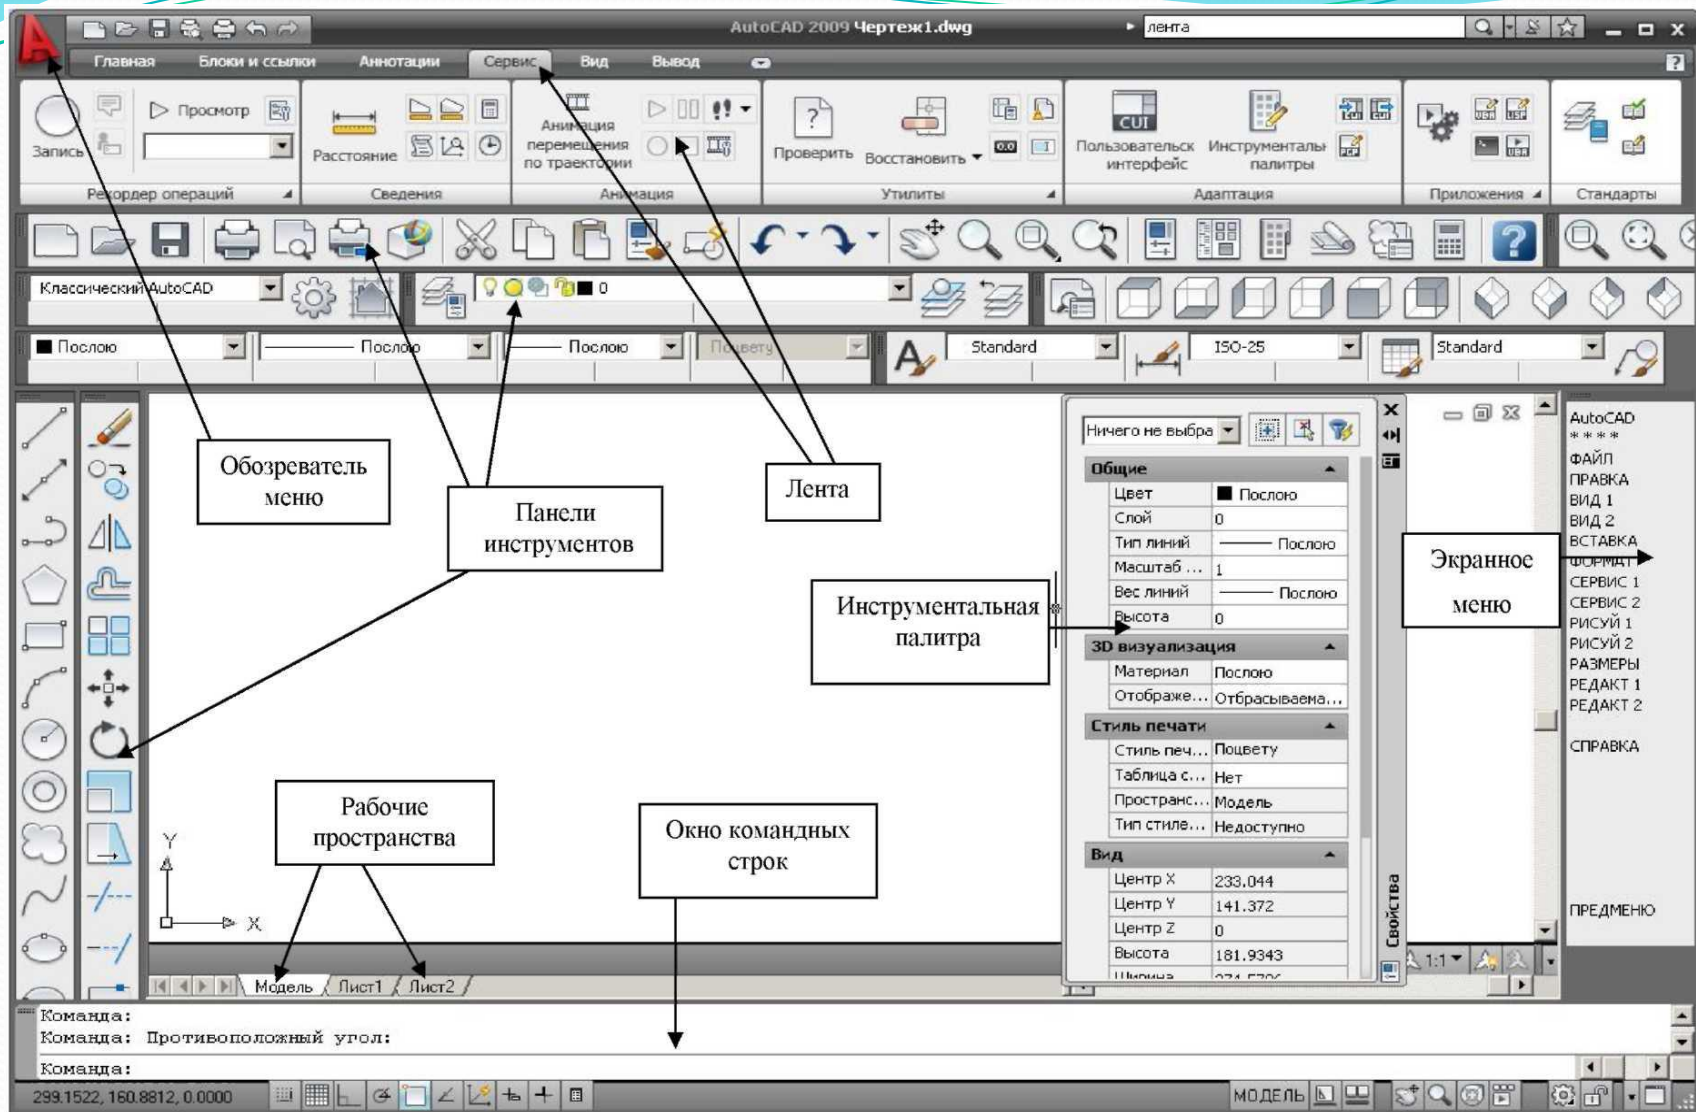 AutoCAD 2009 Чертеж1.dwg
лента
Главная Блоки и ссылки Аннотации Сервис Вид Вывод
Запись
Просмотр
Рекордер операций
Расстояние
Сведения
Анимация
перемещения
по траектории
Анимация
Проверить Восстановить
Утилиты
CUI
Пользовательск
интерфейс
Инструменталы
палитры
Адаптация
Приложения
Стандарты
Классический AutoCAD
0
Послою
Послою
Послою
Поцвету
Standard
ISO-25
Standard
Обозреватель
меню
Панели
инструментов
Лента
Инструментальная
палитра
Экранное
меню
Рабочие
пространства
Окно командных
строк
Y
X
Ничего не выбра
Общие
Цвет Послою
Слой 0
Тип линий Послою
Масштаб ... 1
Вес линий Послою
Высота 0
3D визуализация
Материал Послою
Отображе... Отбрасываема...
Стиль печати
Стиль печ... Поцвету
Таблица с... Нет
Пространс... Модель
Тип стиле... Недоступно
Вид
Центр X 233.044
Центр Y 141.372
Центр Z 0
Высота 181.9343
Ширина
Свойства
AutoCAD
* * * *
ФАЙЛ
ПРАВКА
ВИД 1
ВИД 2
ВСТАВКА
ФОРМАТ
СЕРВИС 1
СЕРВИС 2
РИСУЙ 1
РИСУЙ 2
РАЗМЕРЫ
РЕДАКТ 1
РЕДАКТ 2
СПРАВКА
ПРЕДМЕНЮ
1:1
Модель Лист1 Лист2
Команда:
Команда: Противоположный угол:
Команда:
299.1522, 160.8812, 0.0000
МОДЕЛЬ